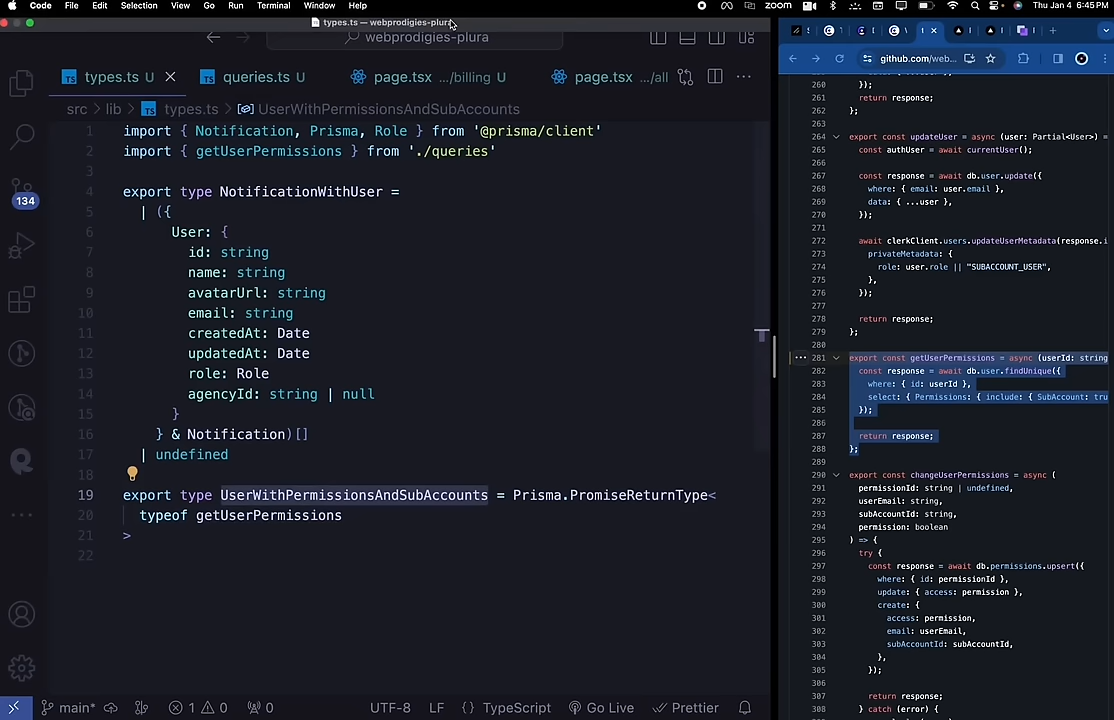 Code File Edit Selection View Go Run Terminal Window Help zoom Thu Jan 4 6:45 PM
types.ts — webprodigies-plura
webprodigies-plura
types.ts U queries.ts U page.tsx .../billing U page.tsx .../all
src > lib > types.ts > UserWithPermissionsAndSubAccounts
1 import { Notification, Prisma, Role } from '@prisma/client'
2 import { getUserPermissions } from './queries'
3
4 export type NotificationWithUser =
5 | ({
6 User: {
7 id: string
8 name: string
9 avatarUrl: string
10 email: string
11 createdAt: Date
12 updatedAt: Date
13 role: Role
14 agencyId: string | null
15 }
16 } & Notification)[]
17 | undefined
18
19 export type UserWithPermissionsAndSubAccounts = Prisma.PromiseReturnType<
20 typeof getUserPermissions
21 >
22
134
main* 1 0 0 UTF-8 LF {} TypeScript Go Live Prettier
github.com/web...
260 });
261 return response;
262 };
263
264 export const updateUser = async (user: Partial<User>) =
265 const authUser = await currentUser();
266
267 const response = await db.user.update({
268 where: { email: user.email },
269 data: { ...user },
270 });
271
272 await clerkClient.users.updateUserMetadata(response.i
273 privateMetadata: {
274 role: user.role || "SUBACCOUNT_USER",
275 },
276 });
277
278 return response;
279 };
280
281 export const getUserPermissions = async (userId: string
282 const response = await db.user.findUnique({
283 where: { id: userId },
284 select: { Permissions: { include: { SubAccount: tru
285 });
286
287 return response;
288 };
289
290 export const changeUserPermissions = async (
291 permissionId: string | undefined,
292 userEmail: string,
293 subAccountId: string,
294 permission: boolean
295 ) => {
296 try {
297 const response = await db.permissions.upsert({
298 where: { id: permissionId },
299 update: { access: permission },
300 create: {
301 access: permission,
302 email: userEmail,
303 subAccountId: subAccountId,
304 },
305 });
306
307 return response;
308 } catch (error) {